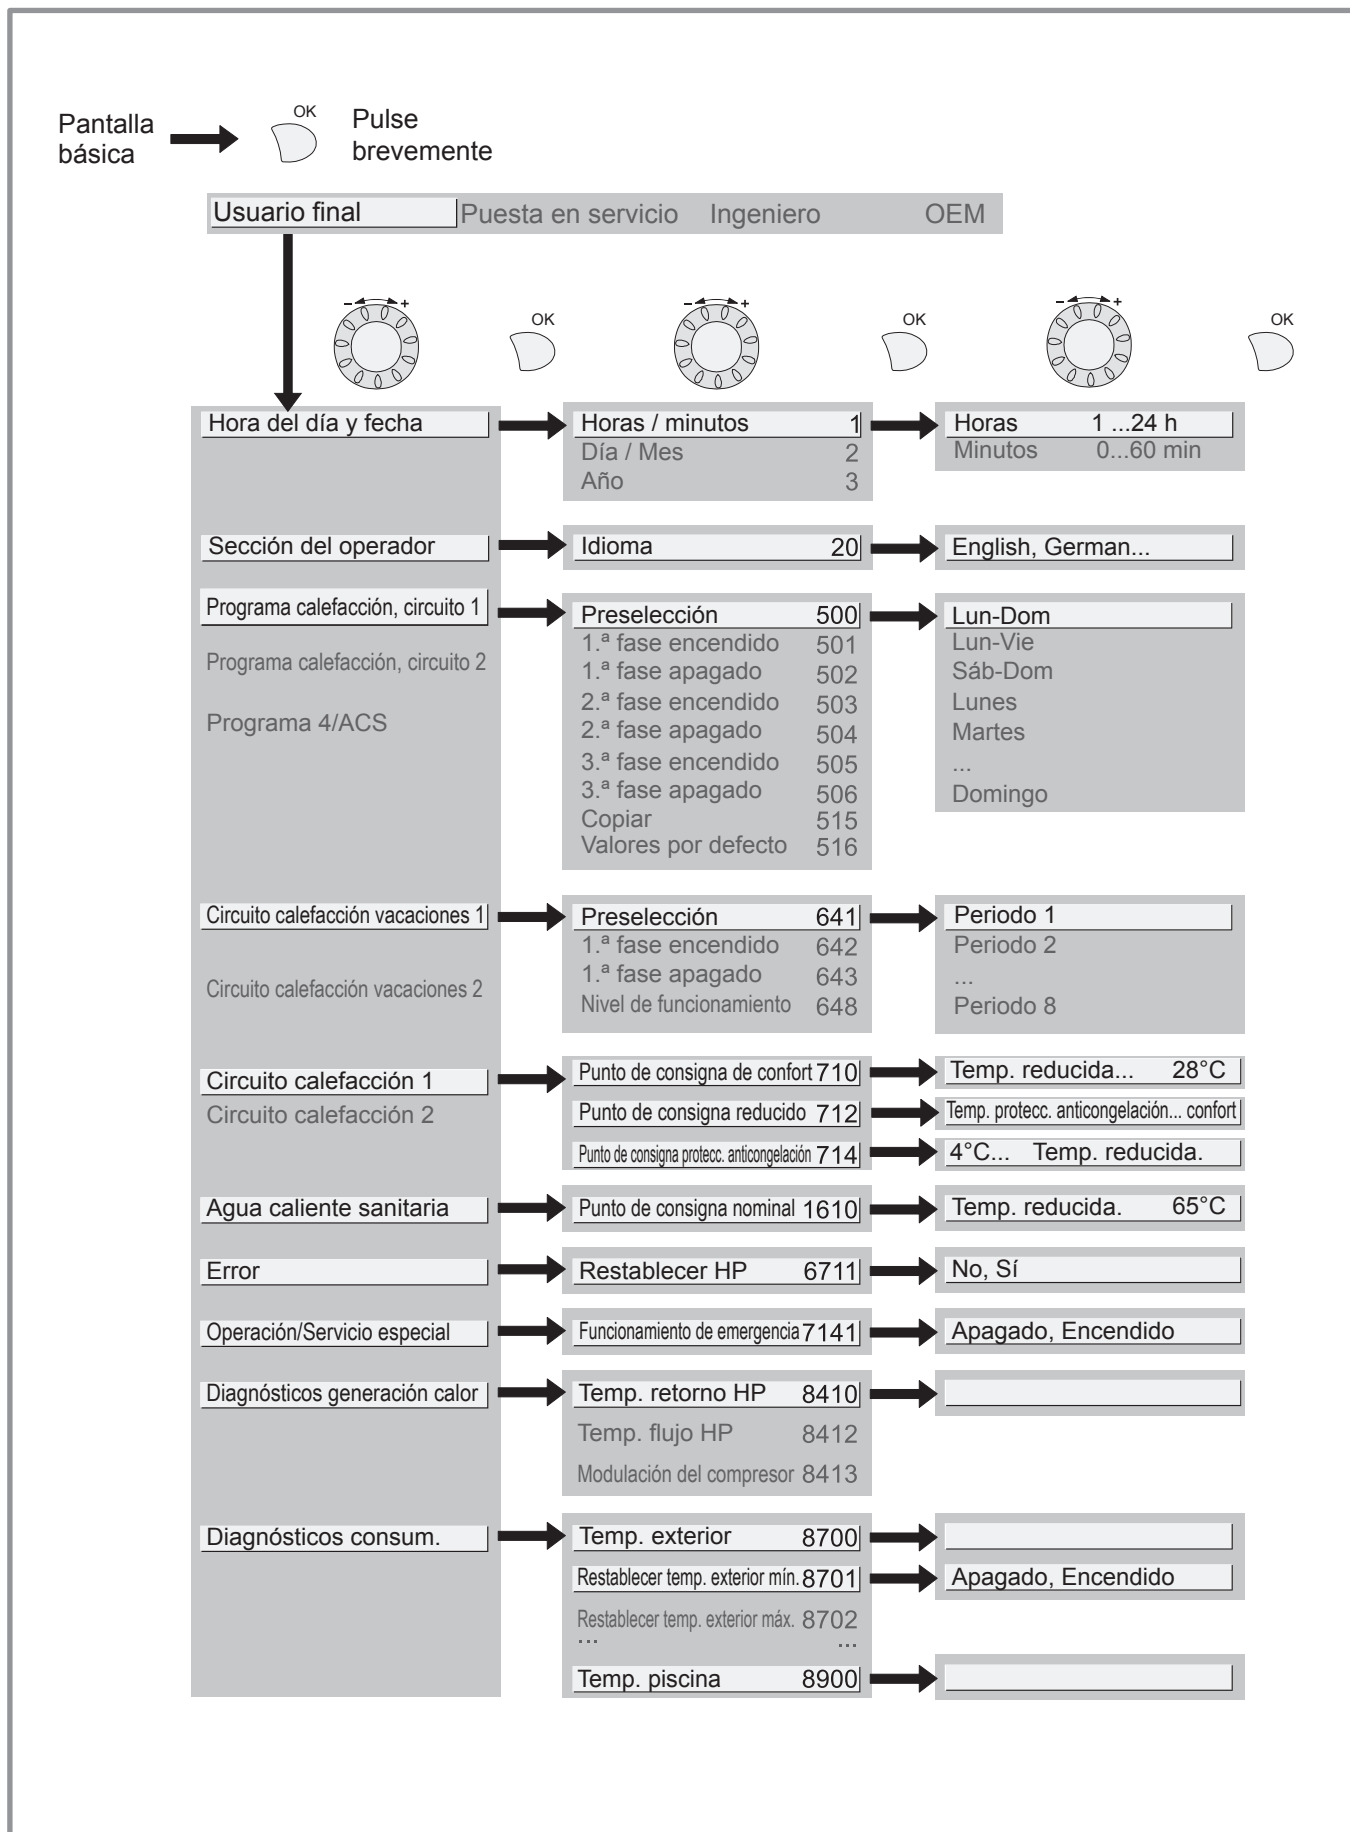 OK
Pantalla básica
Pulse brevemente
Usuario final Puesta en servicio Ingeniero OEM
- + OK - + OK - + OK
Hora del día y fecha Horas / minutos 1 Horas 1 ...24 h
Día / Mes 2 Minutos 0...60 min
Año 3
Sección del operador Idioma 20 English, German...
Programa calefacción, circuito 1 Preselección 500 Lun-Dom
1.ª fase encendido 501 Lun-Vie
Programa calefacción, circuito 2 1.ª fase apagado 502 Sáb-Dom
2.ª fase encendido 503 Lunes
Programa 4/ACS 2.ª fase apagado 504 Martes
3.ª fase encendido 505 ...
3.ª fase apagado 506 Domingo
Copiar 515
Valores por defecto 516
Circuito calefacción vacaciones 1 Preselección 641 Periodo 1
1.ª fase encendido 642 Periodo 2
Circuito calefacción vacaciones 2 1.ª fase apagado 643 ...
Nivel de funcionamiento 648 Periodo 8
Circuito calefacción 1 Punto de consigna de confort 710 Temp. reducida... 28°C
Circuito calefacción 2 Punto de consigna reducido 712 Temp. protecc. anticongelación... confort
Punto de consigna protecc. anticongelación 714 4°C... Temp. reducida.
Agua caliente sanitaria Punto de consigna nominal 1610 Temp. reducida. 65°C
Error Restablecer HP 6711 No, Sí
Operación/Servicio especial Funcionamiento de emergencia 7141 Apagado, Encendido
Diagnósticos generación calor Temp. retorno HP 8410
Temp. flujo HP 8412
Modulación del compresor 8413
Diagnósticos consum. Temp. exterior 8700
Restablecer temp. exterior mín. 8701 Apagado, Encendido
Restablecer temp. exterior máx. 8702
... ...
Temp. piscina 8900